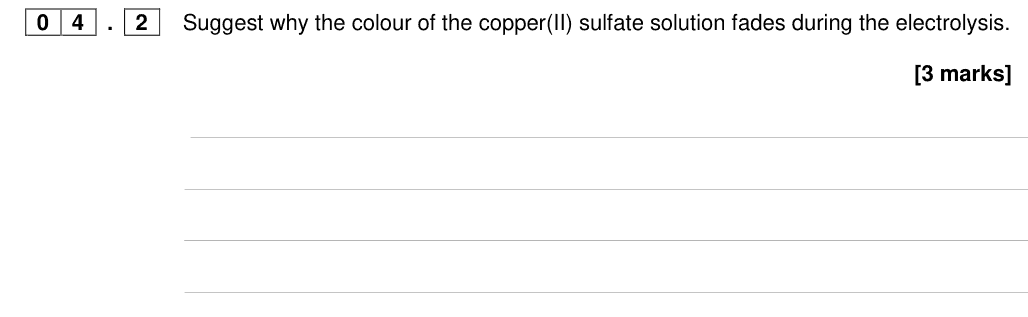 0 4 . 2 Suggest why the colour of the copper(II) sulfate solution fades during the electrolysis.
[3 marks]